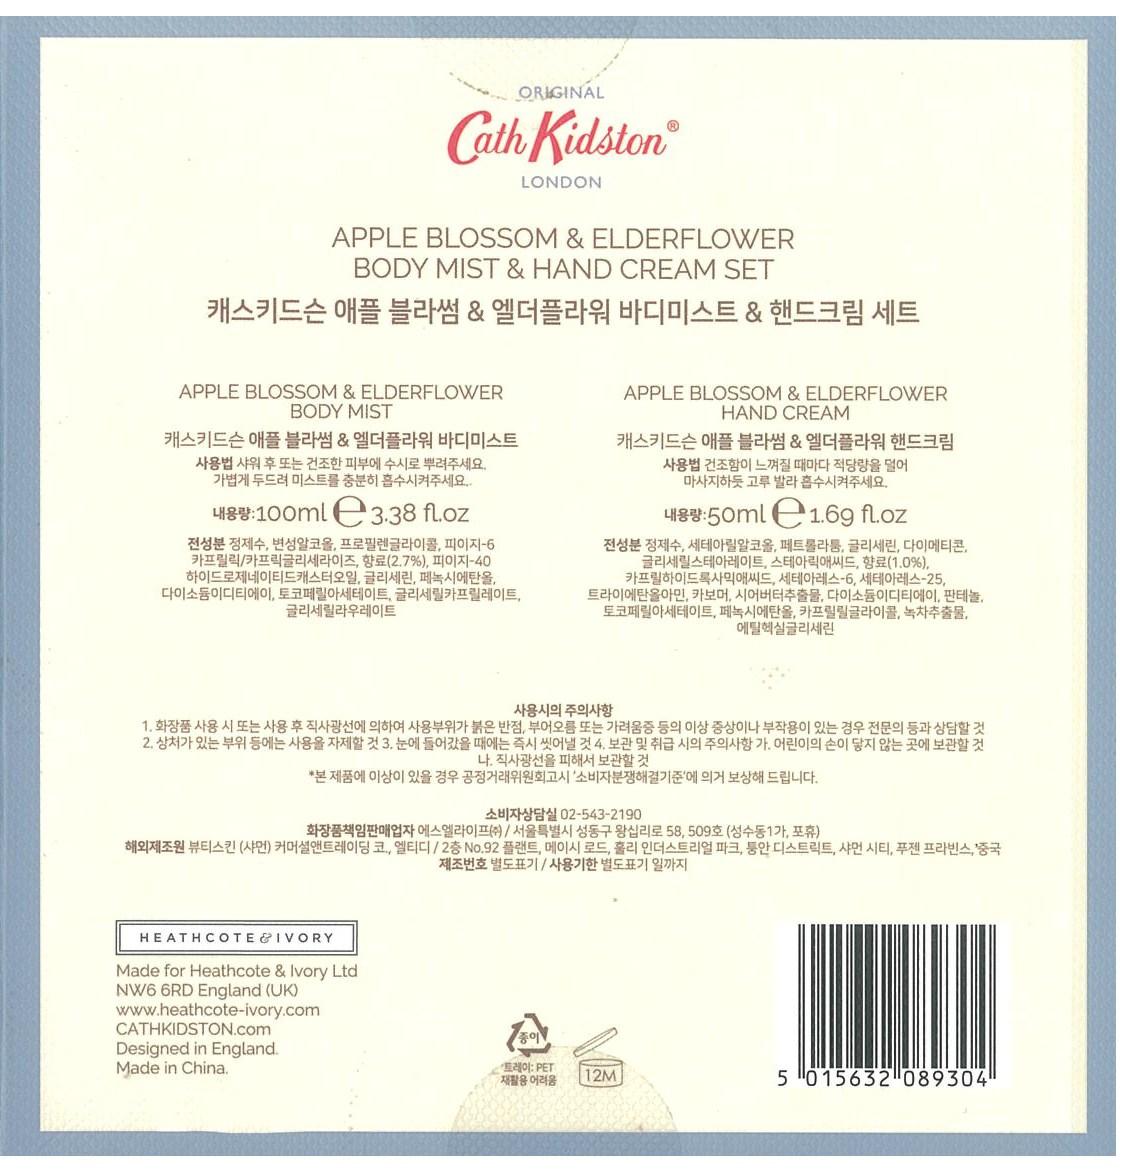 ORIGINAL
Cath Kidston®
LONDON
APPLE BLOSSOM & ELDERFLOWER
BODY MIST & HAND CREAM SET
캐스키드슨 애플 블라썸 & 엘더플라워 바디미스트 & 핸드크림 세트
APPLE BLOSSOM & ELDERFLOWER
BODY MIST
캐스키드슨 애플 블라썸 & 엘더플라워 바디미스트
사용법 샤워 후 또는 건조한 피부에 수시로 뿌려주세요.
가볍게 두드려 미스트를 충분히 흡수시켜주세요..
내용량:100ml ℮ 3.38 fl.oz
전성분 정제수, 변성알코올, 프로필렌글라이콜, 피이지-6
카프릴릭/카프릭글리세라이즈, 향료(2.7%), 피이지-40
하이드로제네이티드캐스터오일, 글리세린, 페녹시에탄올,
다이소듐이디티에이, 토코페릴아세테이트, 글리세릴카프릴레이트,
글리세릴라우레이트
APPLE BLOSSOM & ELDERFLOWER
HAND CREAM
캐스키드슨 애플 블라썸 & 엘더플라워 핸드크림
사용법 건조함이 느껴질 때마다 적당량을 덜어
마사지하듯 고루 발라 흡수시켜주세요.
내용량:50ml ℮ 1.69 fl.oz
전성분 정제수, 세테아릴알코올, 페트롤라툼, 글리세린, 다이메티콘,
글리세릴스테아레이트, 스테아릭애씨드, 향료(1.0%),
카프릴하이드록사믹애씨드, 세테아레스-6, 세테아레스-25,
트라이에탄올아민, 카보머, 시어버터추출물, 다이소듐이디티에이, 판테놀,
토코페릴아세테이트, 페녹시에탄올, 카프릴릴글라이콜, 녹차추출물,
에틸헥실글리세린
사용시의 주의사항
1. 화장품 사용 시 또는 사용 후 직사광선에 의하여 사용부위가 붉은 반점, 부어오름 또는 가려움증 등의 이상 증상이나 부작용이 있는 경우 전문의 등과 상담할 것
2. 상처가 있는 부위 등에는 사용을 자제할 것 3. 눈에 들어갔을 때에는 즉시 씻어낼 것 4. 보관 및 취급 시의 주의사항 가. 어린이의 손이 닿지 않는 곳에 보관할 것
나. 직사광선을 피해서 보관할 것
*본 제품에 이상이 있을 경우 공정거래위원회고시 '소비자분쟁해결기준'에 의거 보상해 드립니다.
소비자상담실 02-543-2190
화장품책임판매업자 에스엘라이프㈜ / 서울특별시 성동구 왕십리로 58, 509호 (성수동1가, 포휴)
해외제조원 뷰티스킨 (샤먼) 커머셜앤트레이딩 코., 엘티디 / 2층 No.92 플랜트, 메이시 로드, 홀리 인더스트리얼 파크, 퉁안 디스트릭트, 샤먼 시티, 푸젠 프라빈스, 중국
제조번호 별도표기 / 사용기한 별도표기 일까지
HEATHCOTE & IVORY
Made for Heathcote & Ivory Ltd
NW6 6RD England (UK)
www.heathcote-ivory.com
CATHKIDSTON.com
Designed in England.
Made in China.
종이
트레이: PET
재활용 어려움
12M
5 015632 089304